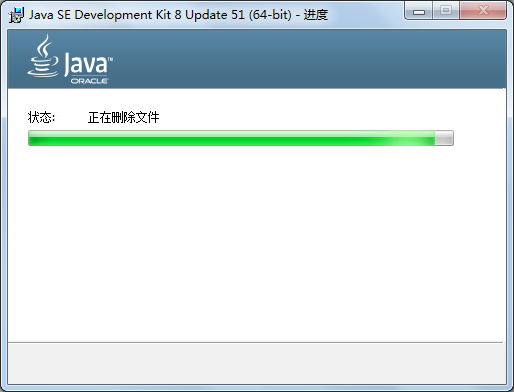 Java SE Development Kit 8 Update 51 (64-bit) - 进度
Java™
ORACLE
状态: 正在删除文件